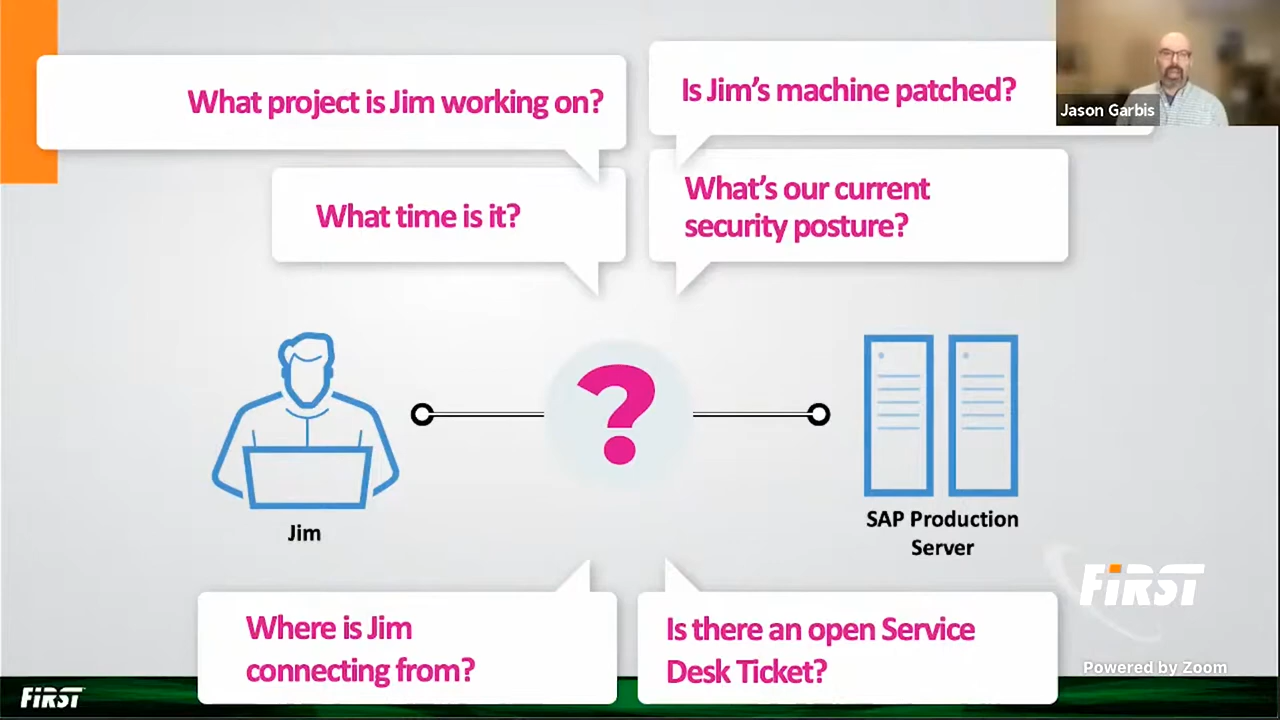 What project is Jim working on?
Is Jim's machine patched?
Jason Garbis
What time is it?
What's our current
security posture?
?
Jim
SAP Production
Server
FIRST
Where is Jim
connecting from?
Is there an open Service
Desk Ticket?
Powered by Zoom
FIRST